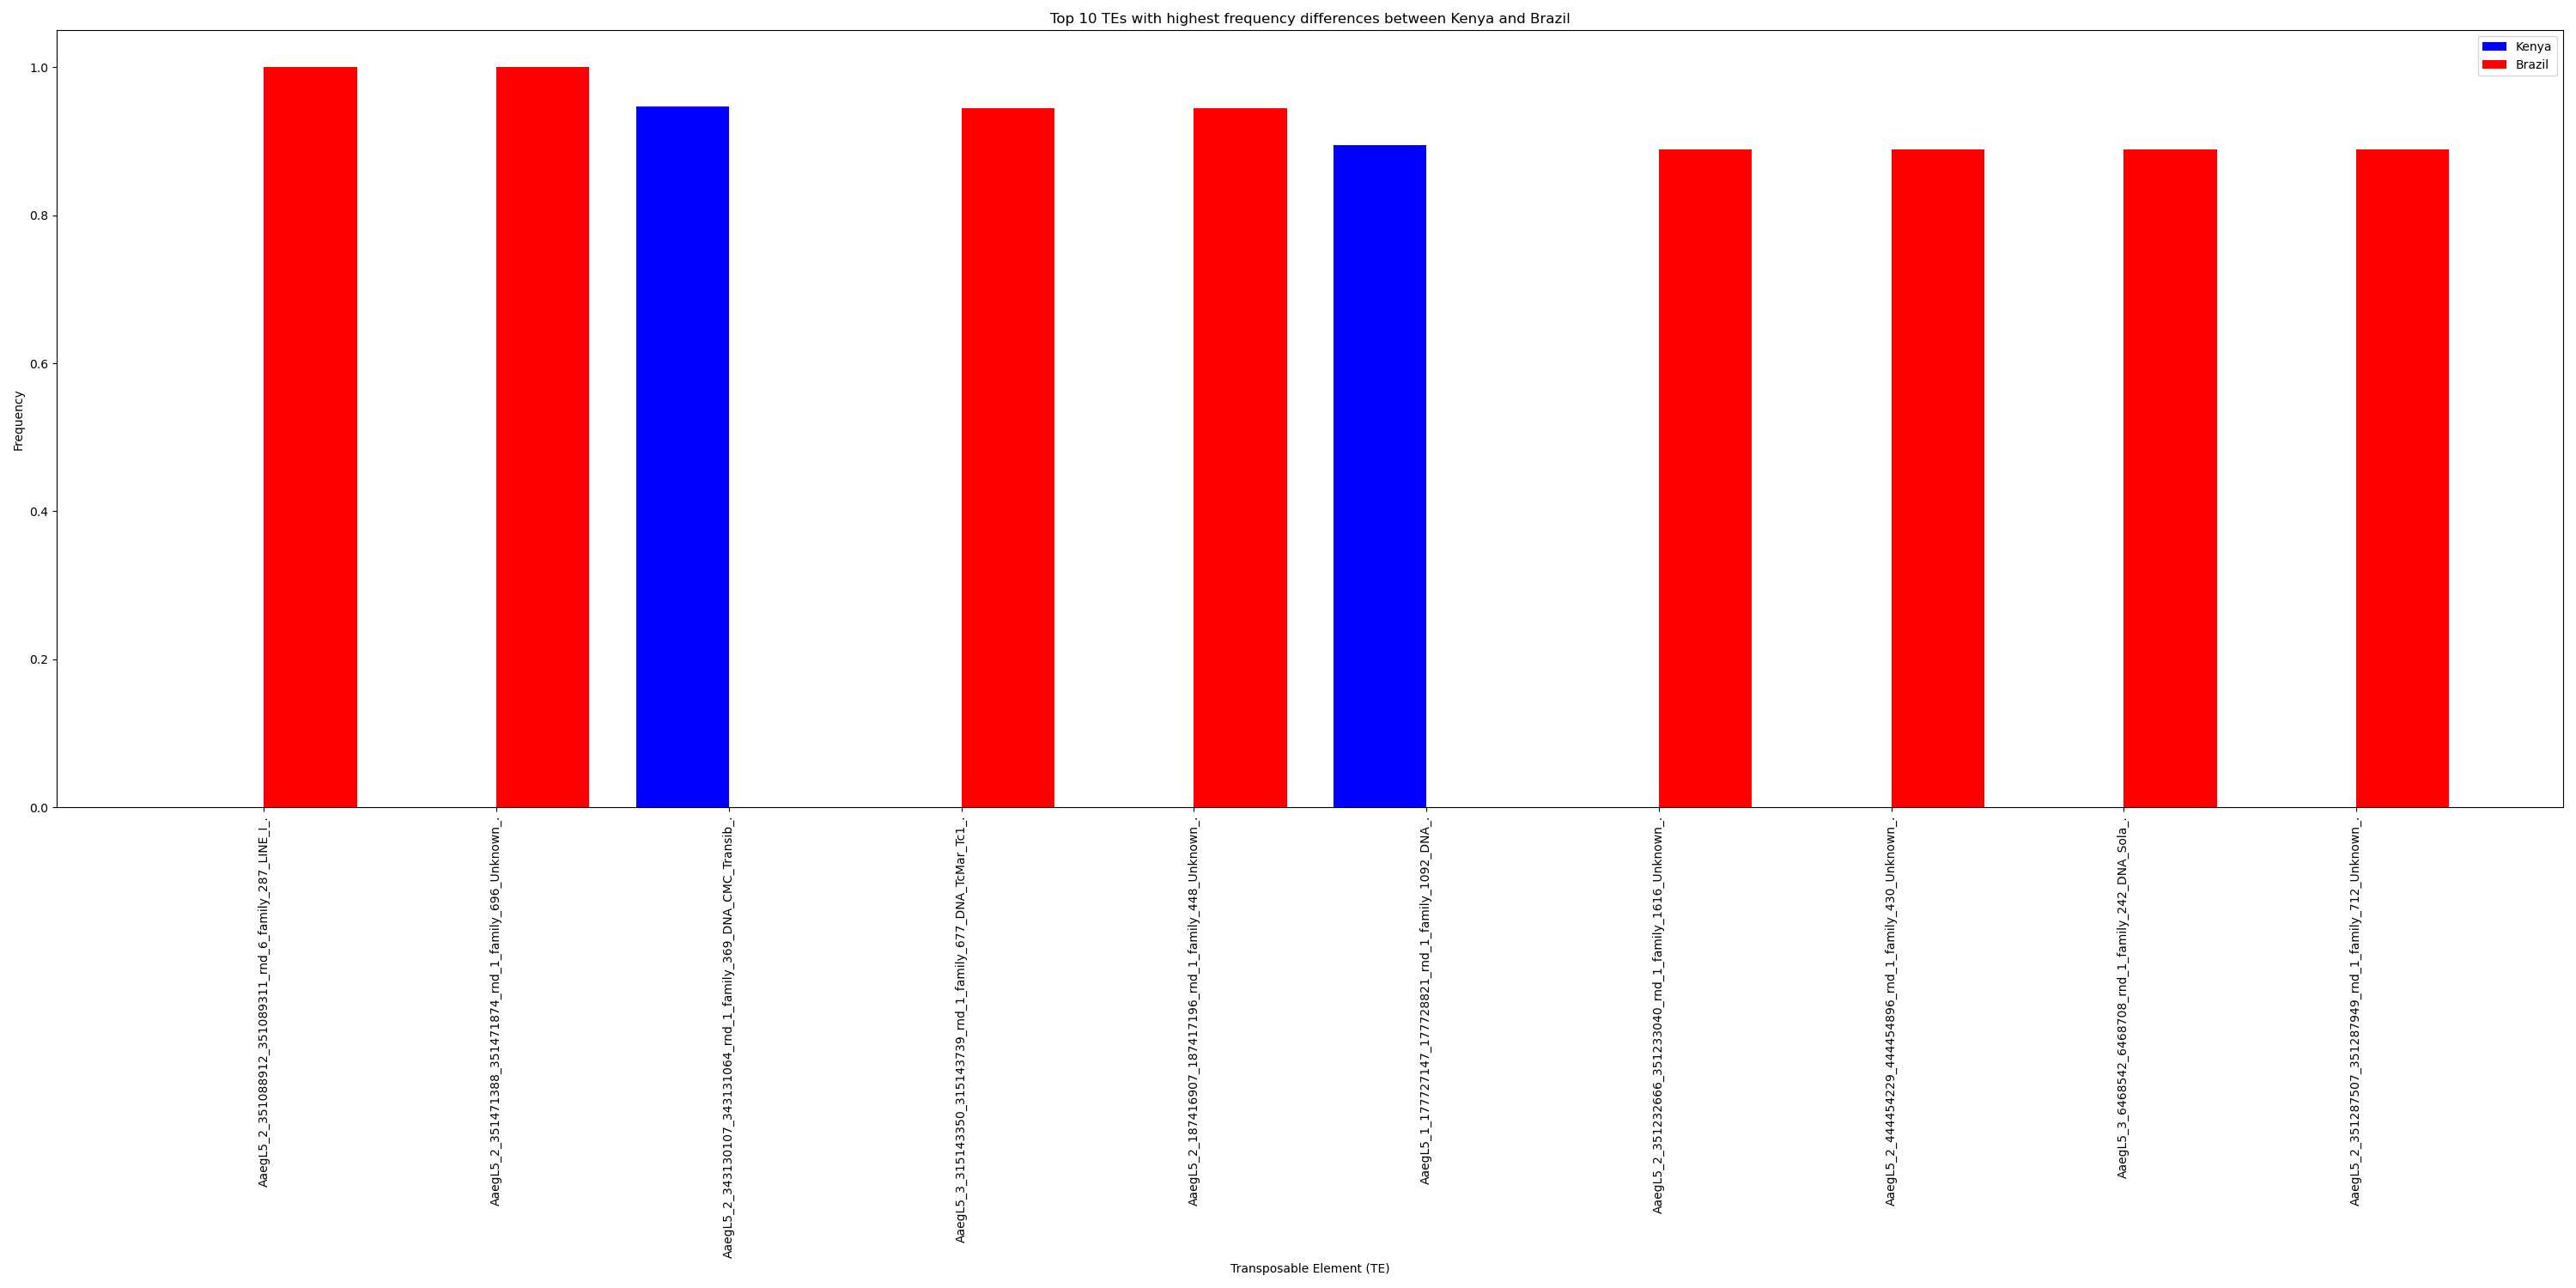 Top 10 TEs with highest frequency differences between Kenya and Brazil
Kenya
Brazil
Frequency
1.0
0.8
0.6
0.4
0.2
0.0
AaegL5_2_351088912_351089311_rnd_6_family_287_LINE_I_.
AaegL5_2_351471388_351471874_rnd_1_family_696_Unknown_.
AaegL5_2_343130107_343131064_rnd_1_family_369_DNA_CMC_Transib_.
AaegL5_3_315143350_315143739_rnd_1_family_677_DNA_TcMar_Tc1_.
AaegL5_2_187416907_187417196_rnd_1_family_448_Unknown_.
AaegL5_1_177727147_177728821_rnd_1_family_1092_DNA_.
AaegL5_2_351232666_351233040_rnd_1_family_1616_Unknown_.
AaegL5_2_444454229_444454896_rnd_1_family_430_Unknown_.
AaegL5_3_6468542_6468708_rnd_1_family_242_DNA_Sola_.
AaegL5_2_351287507_351287949_rnd_1_family_712_Unknown_.
Transposable Element (TE)